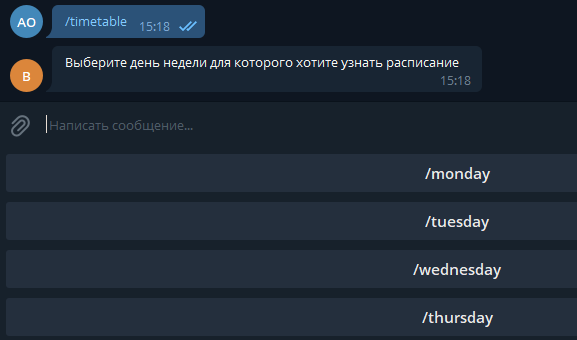 АО
/timetable
15:18
В
Выберите день недели для которого хотите узнать расписание
15:18
Написать сообщение...
/monday
/tuesday
/wednesday
/thursday